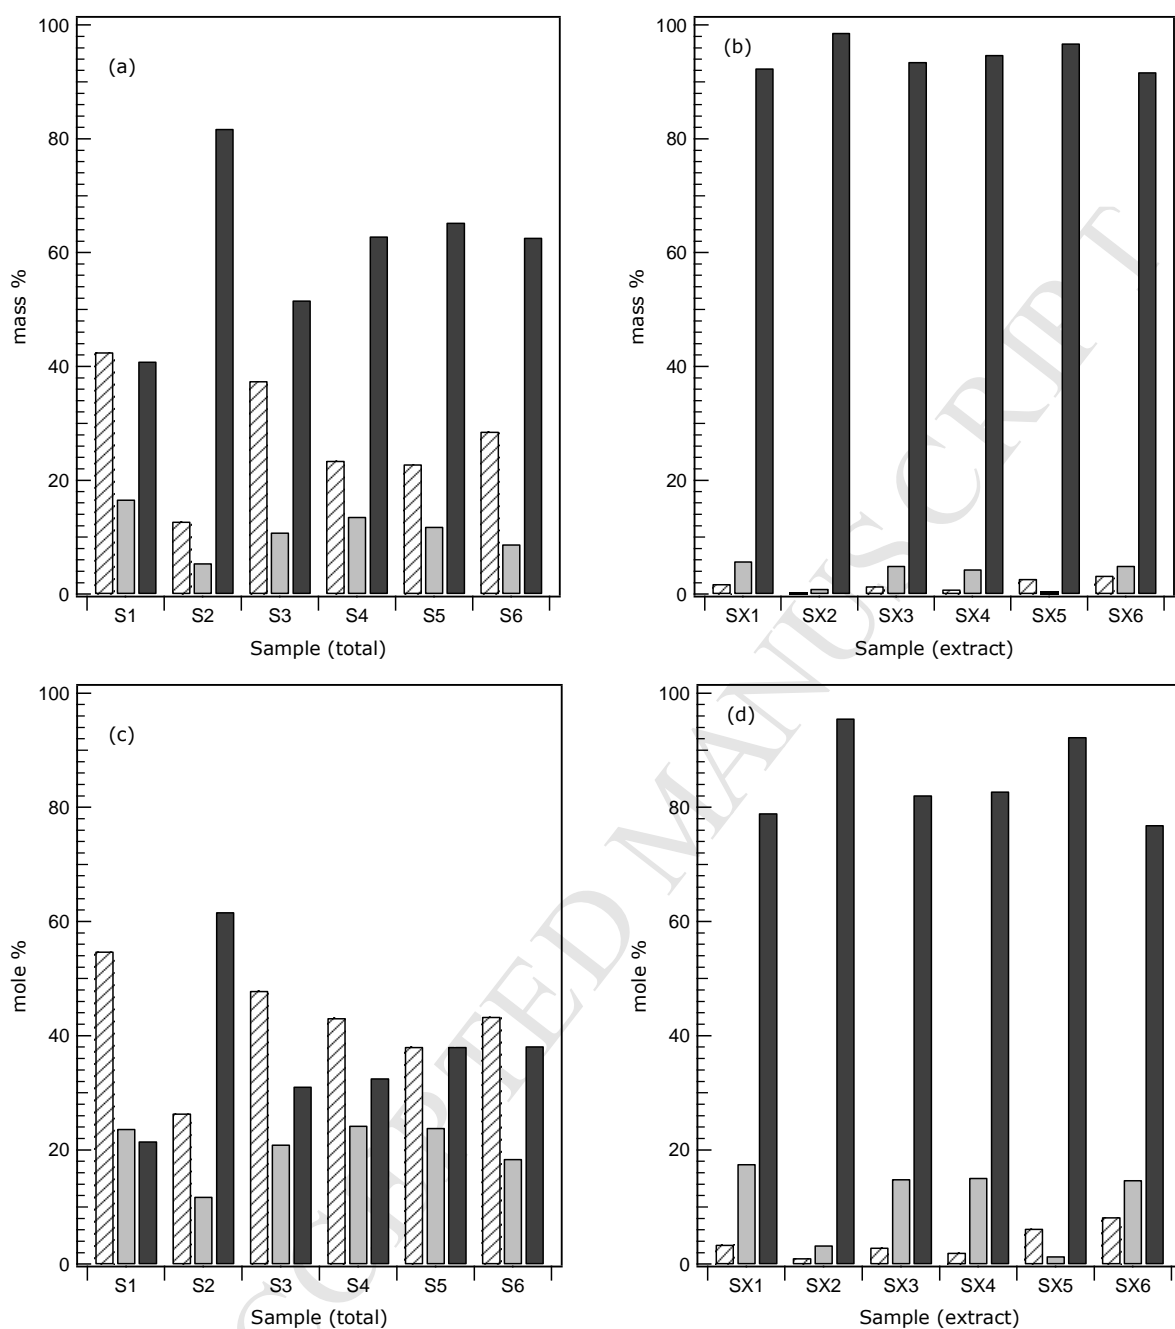 100
80
60
40
20
0
mass %
(a)
S1 S2 S3 S4 S5 S6
Sample (total)
100
80
60
40
20
0
mass %
(b)
SX1 SX2 SX3 SX4 SX5 SX6
Sample (extract)
100
80
60
40
20
0
mole %
(c)
S1 S2 S3 S4 S5 S6
Sample (total)
100
80
60
40
20
0
mole %
(d)
SX1 SX2 SX3 SX4 SX5 SX6
Sample (extract)
ACCEPTED MANUSCRIPT